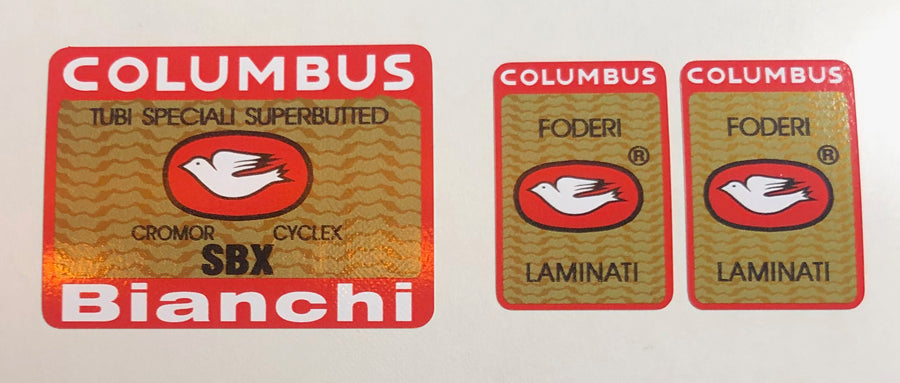 COLUMBUS
TUBI SPECIALI SUPERBUTTED
CROMOR CYCLEX
SBX
Bianchi
COLUMBUS
FODERI
®
LAMINATI
COLUMBUS
FODERI
®
LAMINATI